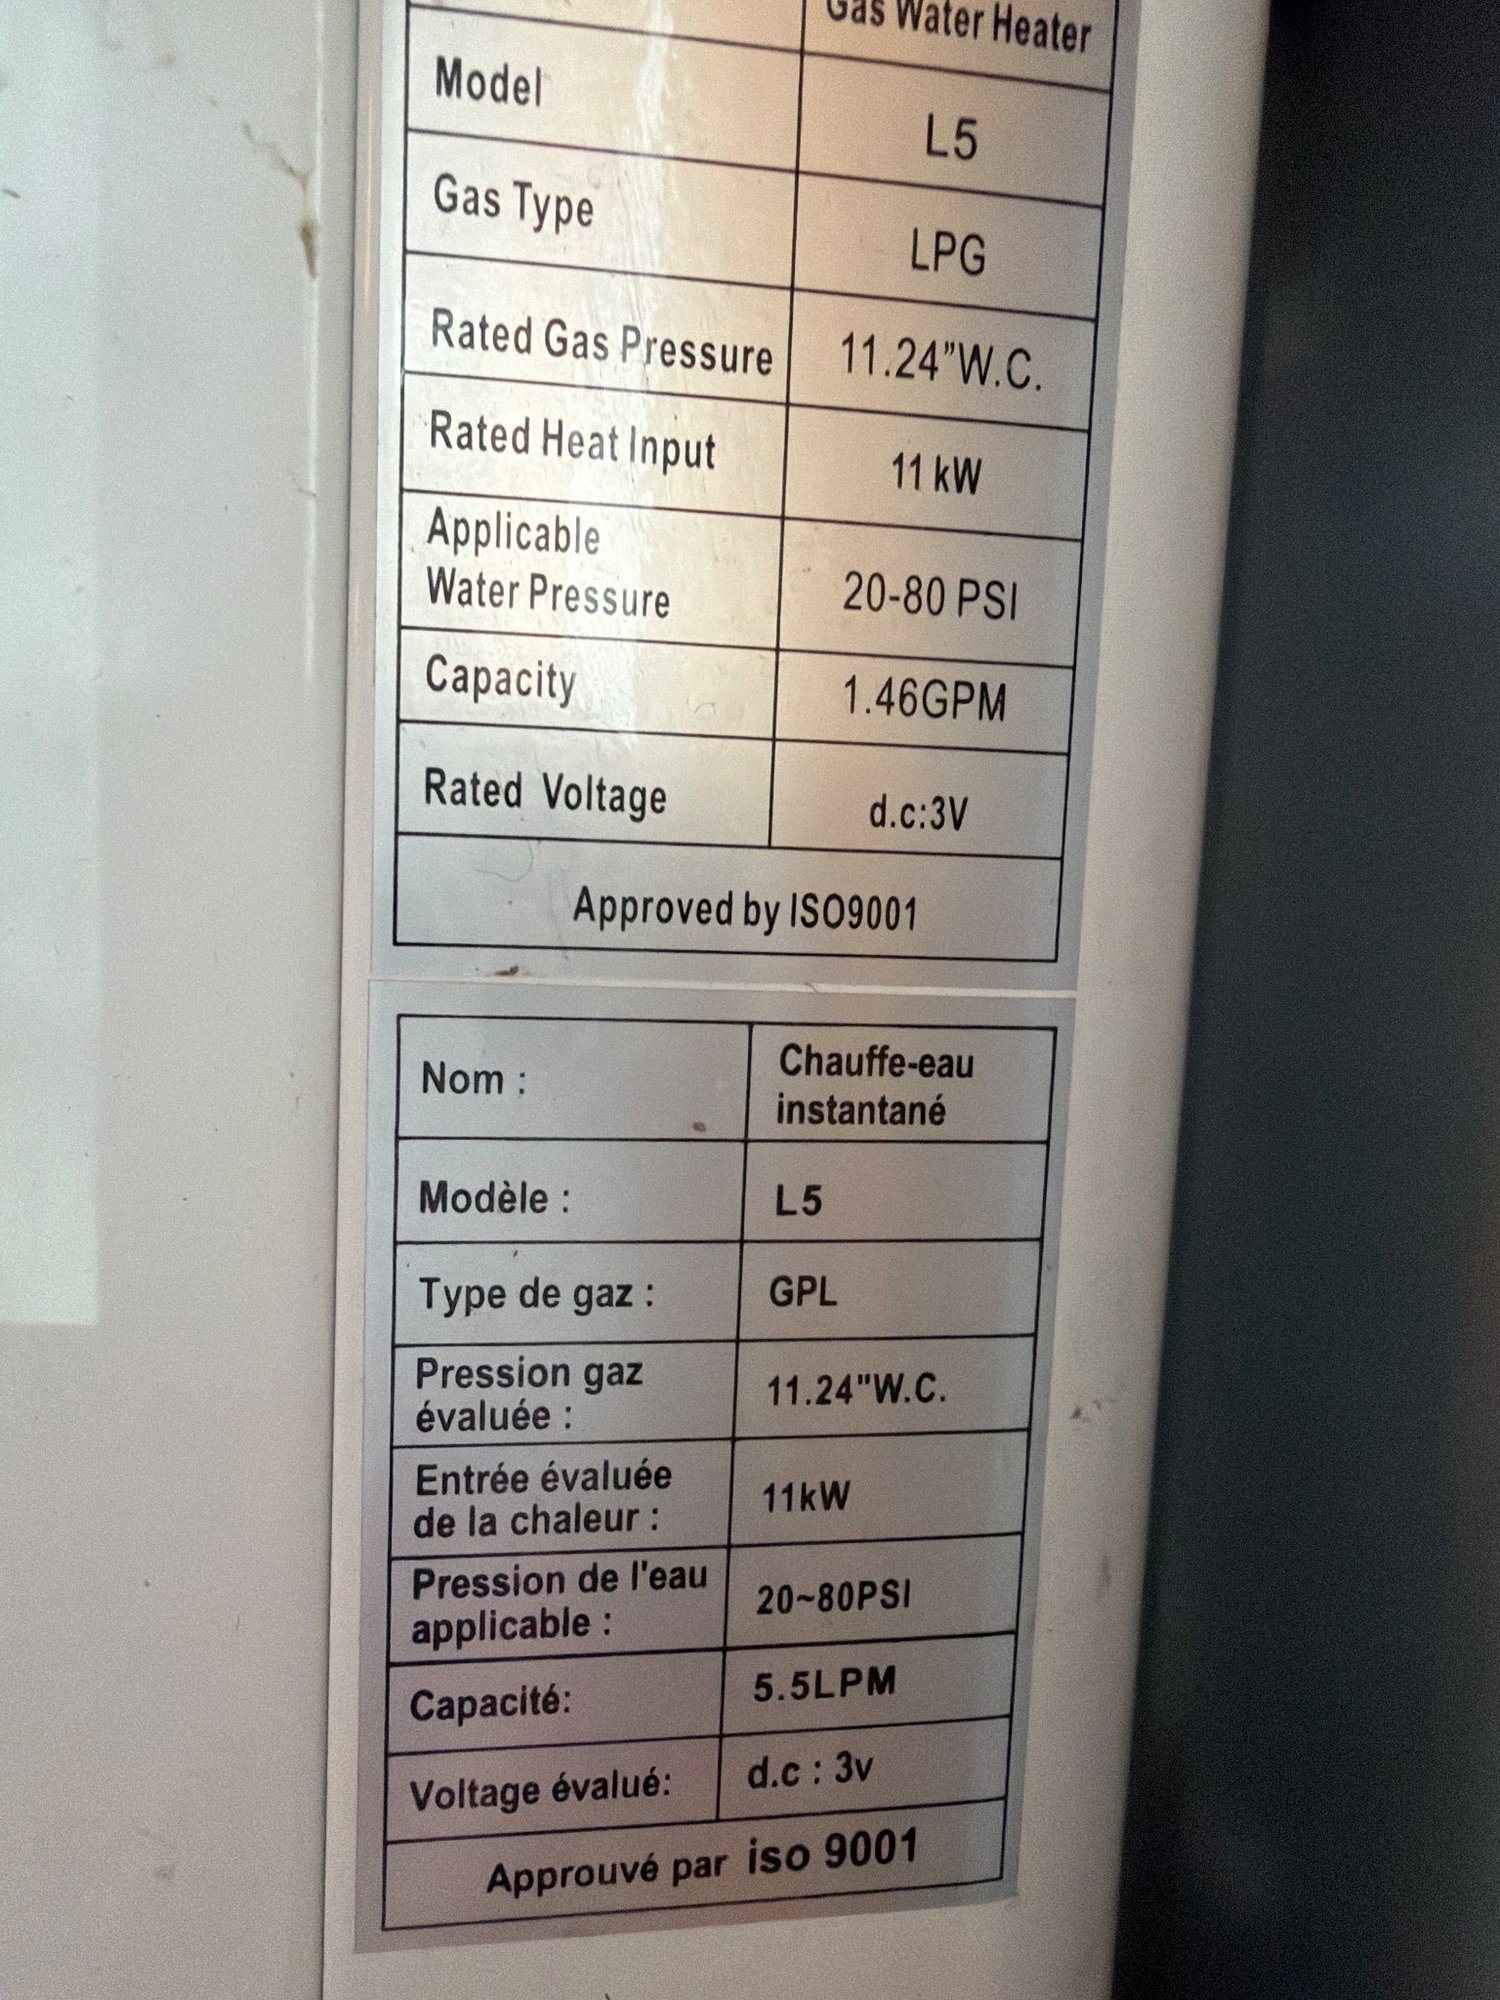 Gas Water Heater
Model
L5
Gas Type
LPG
Rated Gas Pressure
11.24”W.C.
Rated Heat Input
11 kW
Applicable
Water Pressure
20-80 PSI
Capacity
1.46GPM
Rated Voltage
d.c:3V
Approved by ISO9001
Nom :
Chauffe-eau
instantané
Modèle :
L5
Type de gaz :
GPL
Pression gaz
évaluée :
11.24"W.C.
Entrée évaluée
de la chaleur :
11kW
Pression de l'eau
applicable :
20~80PSI
Capacité:
5.5LPM
Voltage évalué:
d.c : 3v
Approuvé par iso 9001